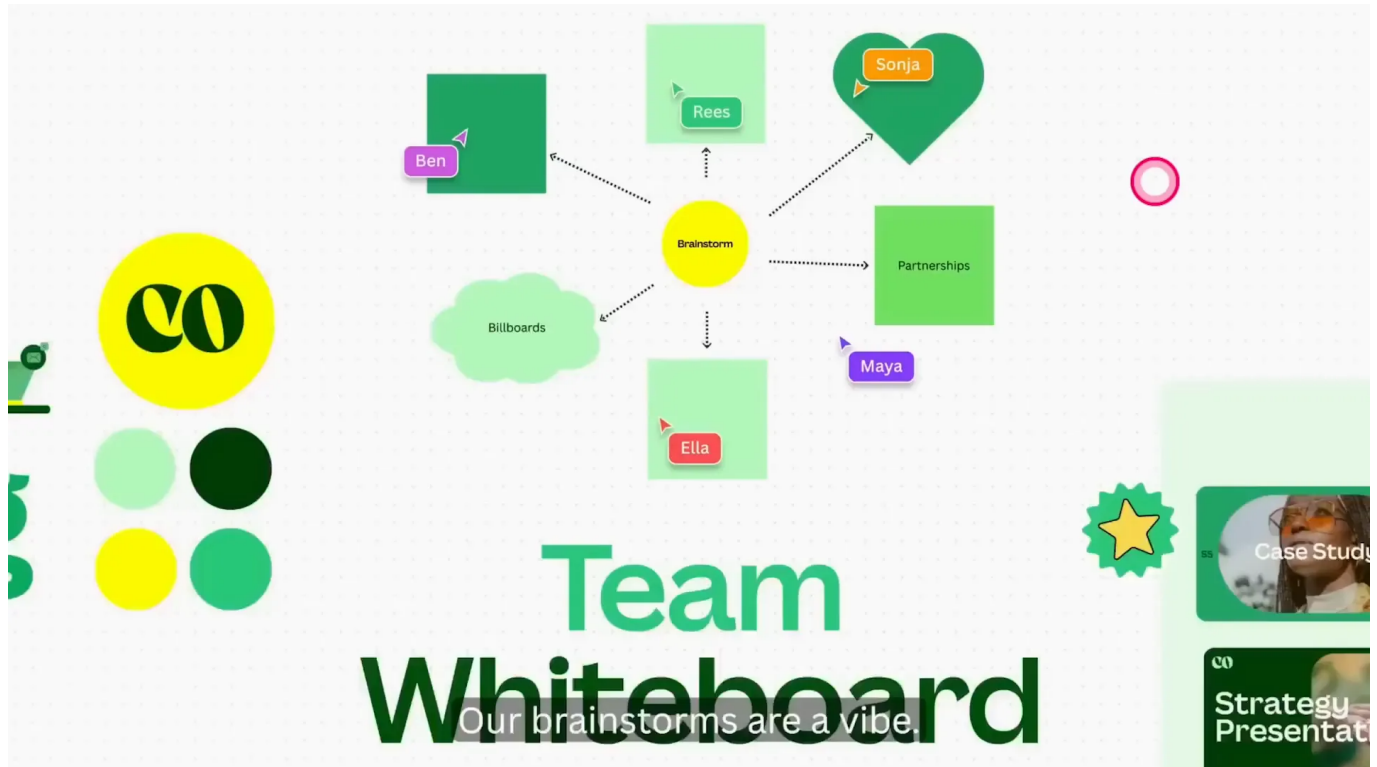 Sonja
Rees
Ben
Brainstorm
Partnerships
Billboards
CO
Maya
Ella
Team
Whiteboard
Our brainstorms are a vibe.
Case Study
CO
Strategy
Presentati